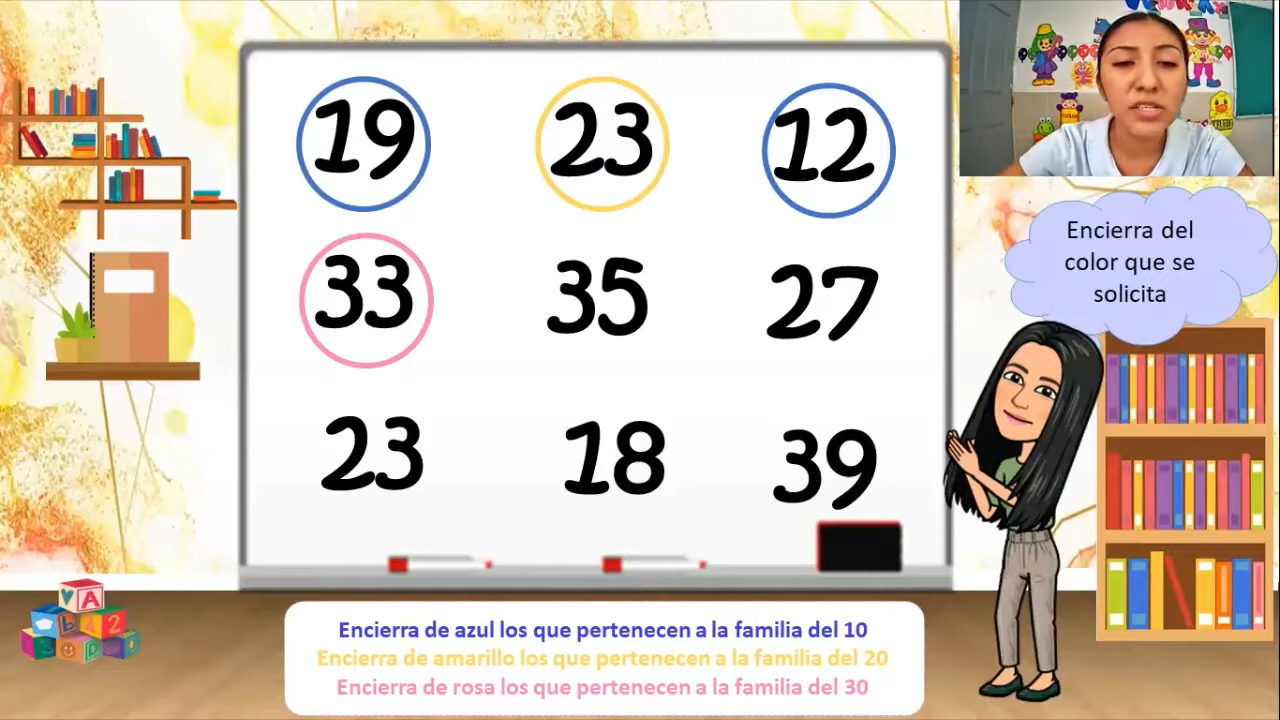 19 23 12
33 35 27
23 18 39
Encierra del
color que se
solicita
A
b 4 2
D
Encierra de azul los que pertenecen a la familia del 10
Encierra de amarillo los que pertenecen a la familia del 20
Encierra de rosa los que pertenecen a la familia del 30